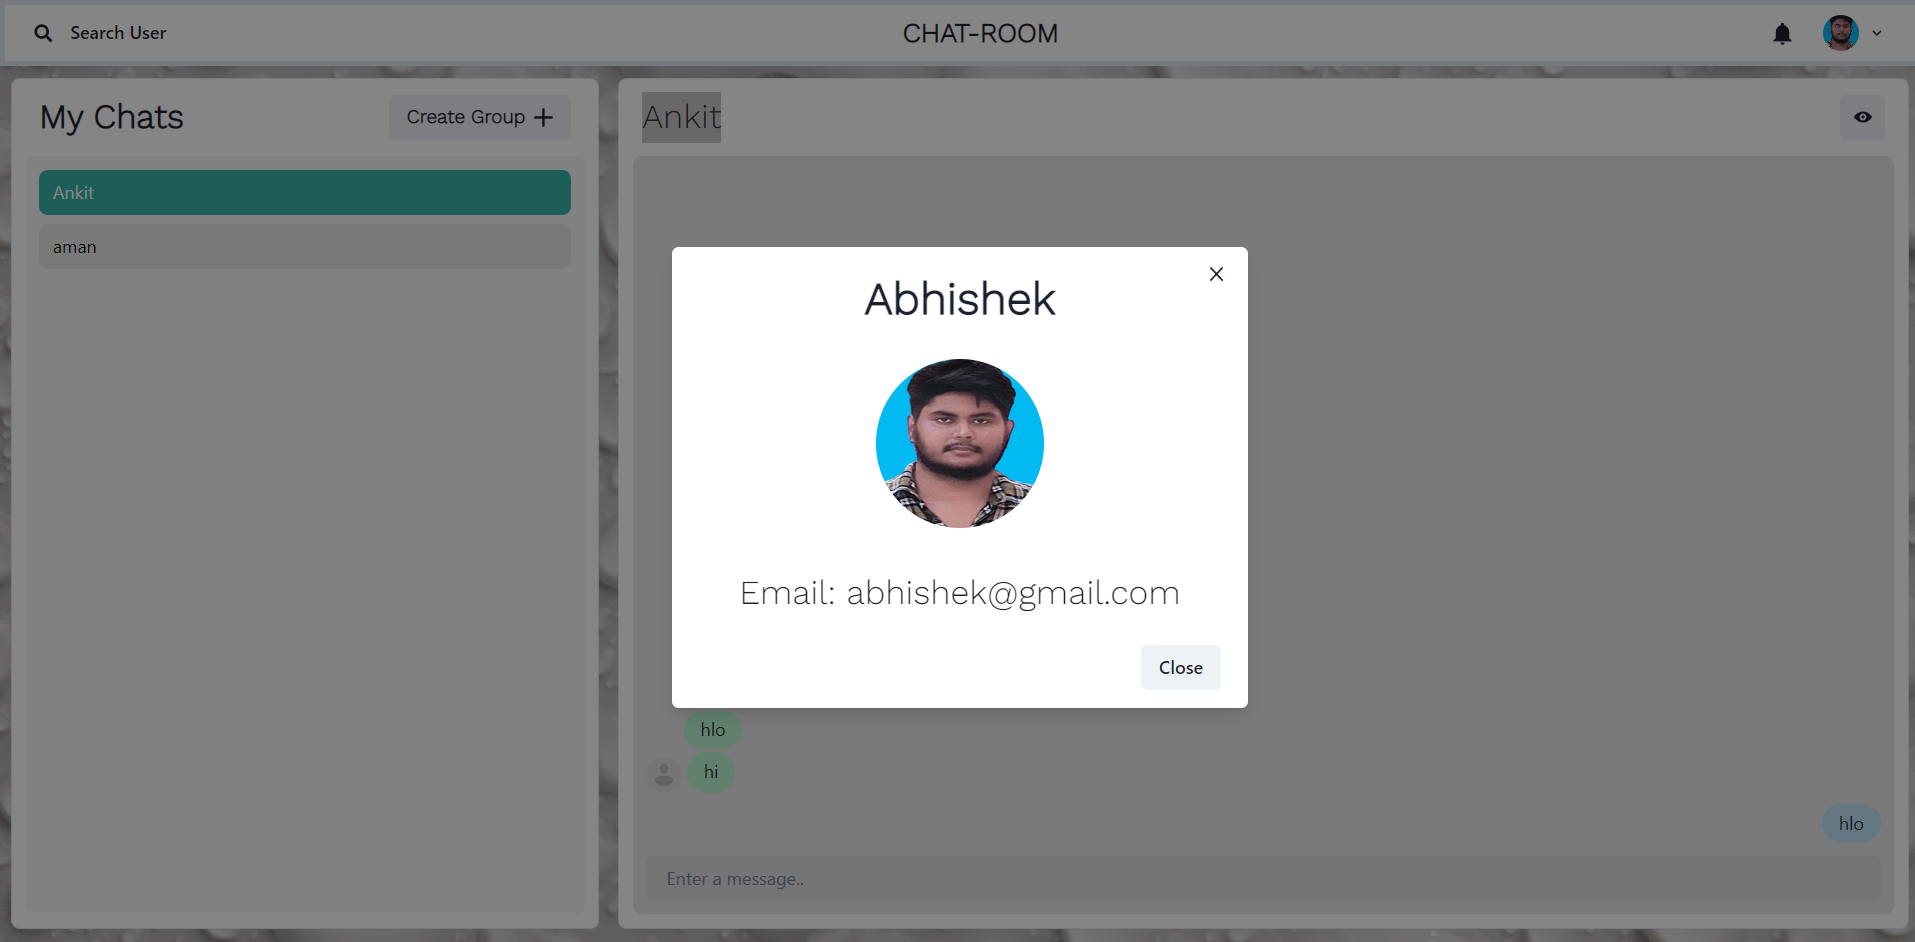 Search User
CHAT-ROOM
My Chats
Create Group
Ankit
aman
Ankit
Abhishek
Email: abhishek@gmail.com
Close
hlo
hi
hlo
Enter a message..